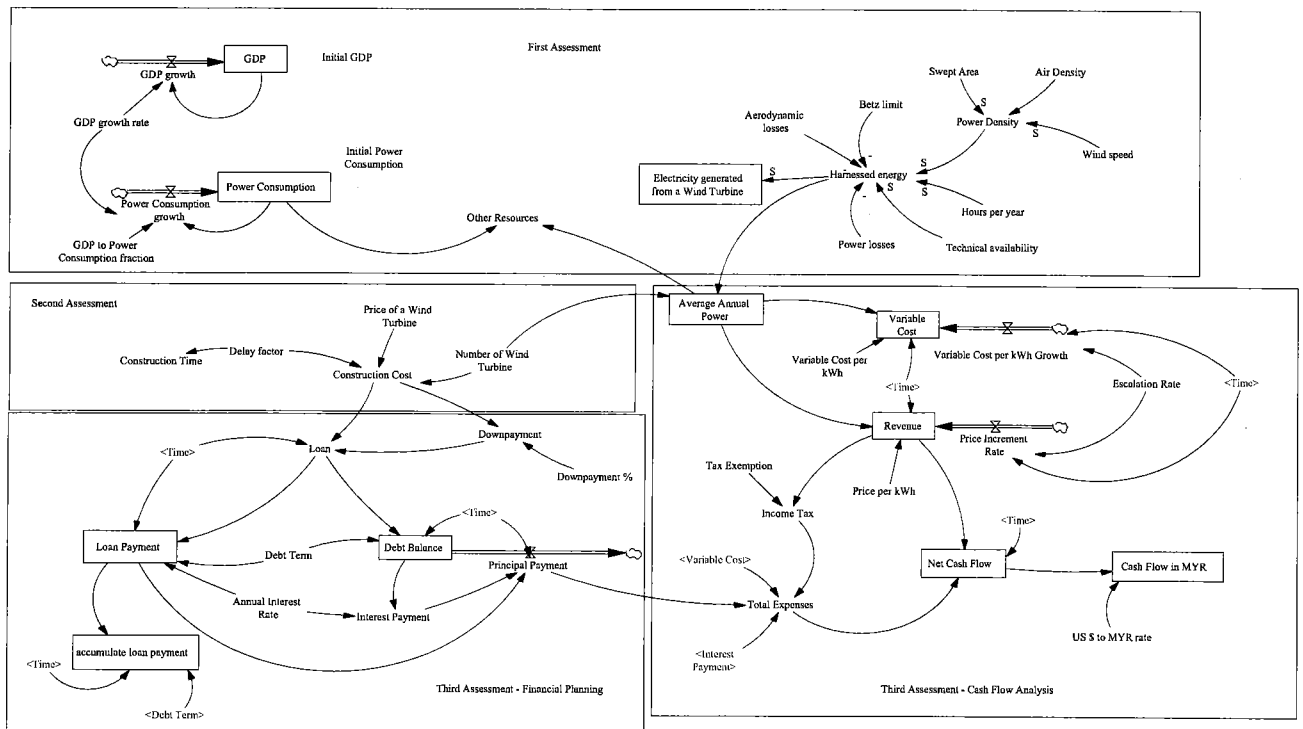 First Assessment
GDP
Initial GDP
GDP growth
GDP growth rate
Initial Power
Consumption
Power Consumption
Power Consumption
growth
GDP to Power
Consumption fraction
Other Resources
Swept Area
Air Density
Betz limit
Aerodynamic
losses
S
Power Density
S
Wind speed
Electricity generated
from a Wind Turbine
S
-
-
S
Harnessed energy
S
S
-
Hours per year
Power losses
Technical availability
Second Assessment
Price of a Wind
Turbine
Construction Time
Delay factor
Number of Wind
Turbine
Construction Cost
Average Annual
Power
Variable
Cost
Variable Cost per
kWh
Variable Cost per kWh Growth
<Time>
Escalation Rate
<Time>
Revenue
Price Increment
Rate
Tax Exemption
Price per kWh
Income Tax
<Time>
Net Cash Flow
Cash Flow in MYR
<Variable Cost>
Total Expenses
<Interest
Payment>
US $ to MYR rate
Third Assessment - Cash Flow Analysis
<Time>
Loan
Downpayment
Downpayment %
<Time>
Loan Payment
Debt Term
Debt Balance
Principal Payment
Annual Interest
Rate
Interest Payment
accumulate loan payment
<Time>
<Debt Term>
Third Assessment - Financial Planning